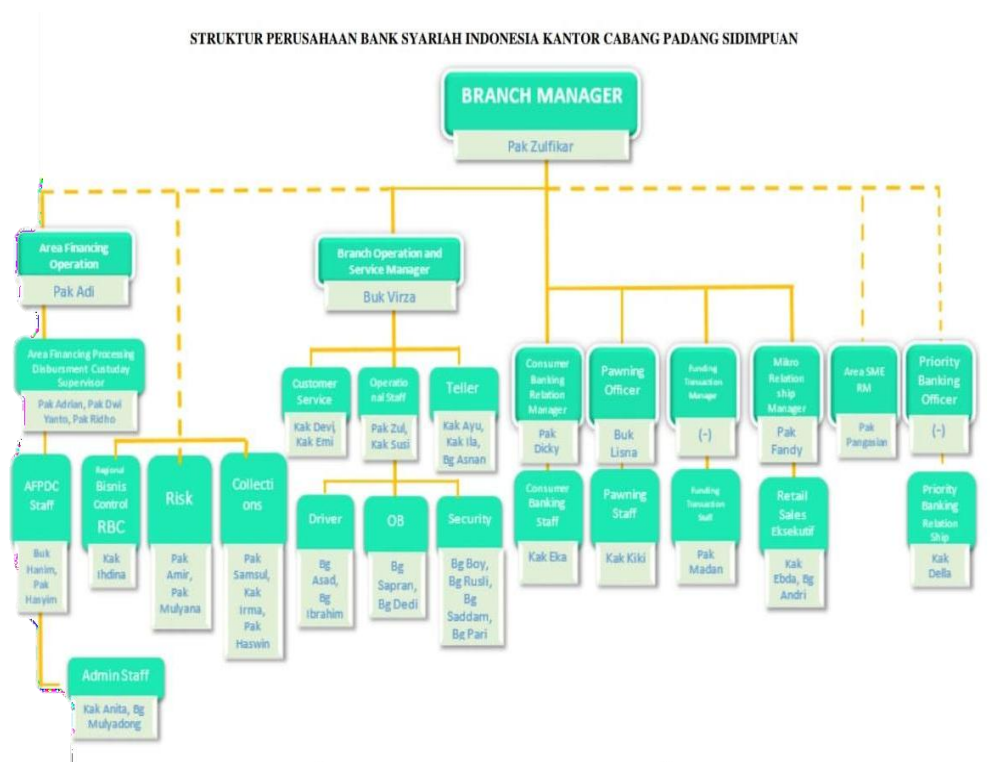 STRUKTUR PERUSAHAAN BANK SYARIAH INDONESIA KANTOR CABANG PADANG SIDIMPUAN
BRANCH MANAGER
Pak Zulfikar
Area Financing
Operation
Pak Adi
Branch Operation and
Service Manager
Buk Virza
Area Financing Processing
Disbursment Custuday
Supervisor
Pak Adrian, Pak Dwi
Yanto, Pak Ridho
Customer
Service
Kak Devi,
Kak Emi
Operatio
nal Staff
Pak Zul,
Kak Susi
Teller
Kak Ayu,
Kak Ila,
Bg Asnan
Consumer
Banking
Relation
Manager
Pak
Dicky
Pawning
Officer
Buk
Lisna
Funding
Transaction
Manager
(-)
Mikro
Relation
ship
Manager
Pak
Fandy
Area SME
RM
Pak
Pangasian
Priority
Banking
Officer
(-)
AFPDC
Staff
Buk
Hanim,
Pak
Hasyim
Regional
Bisnis
Control
RBC
Kak
Ihdina
Risk
Pak
Amir,
Pak
Mulyana
Collecti
ons
Pak
Samsul,
Kak
Irma,
Pak
Haswin
Driver
Bg
Asad,
Bg
Ibrahim
OB
Bg
Sapran,
Bg Dedi
Security
Bg Boy,
Bg Rusli,
Bg
Saddam,
Bg Pari
Consumer
Banking
Staff
Kak Eka
Pawning
Staff
Kak Kiki
Funding
Transaction
Staff
Pak
Madan
Retail
Sales
Eksekutif
Kak
Ebda, Bg
Andri
Priority
Banking
Relation
Ship
Kak
Della
Admin Staff
Kak Anita, Bg
Mulyadong